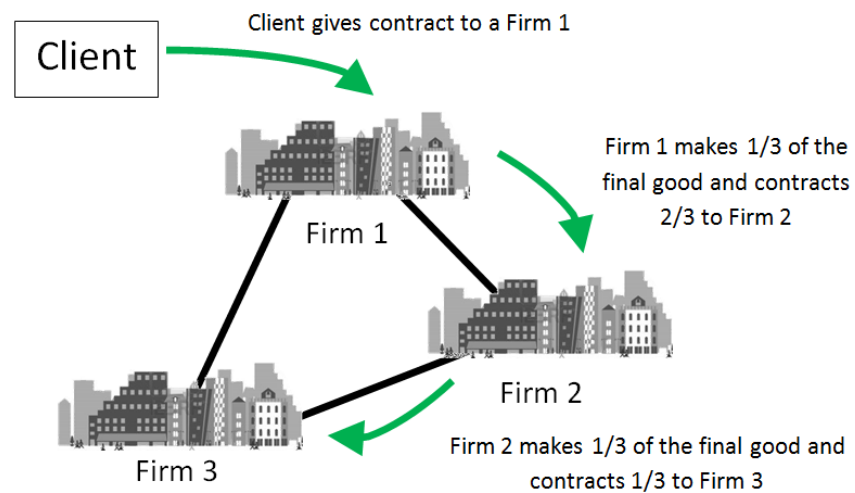 Client gives contract to a Firm 1
Client
Firm 1 makes 1/3 of the
final good and contracts
2/3 to Firm 2
Firm 1
Firm 2
Firm 2 makes 1/3 of the final good and
contracts 1/3 to Firm 3
Firm 3